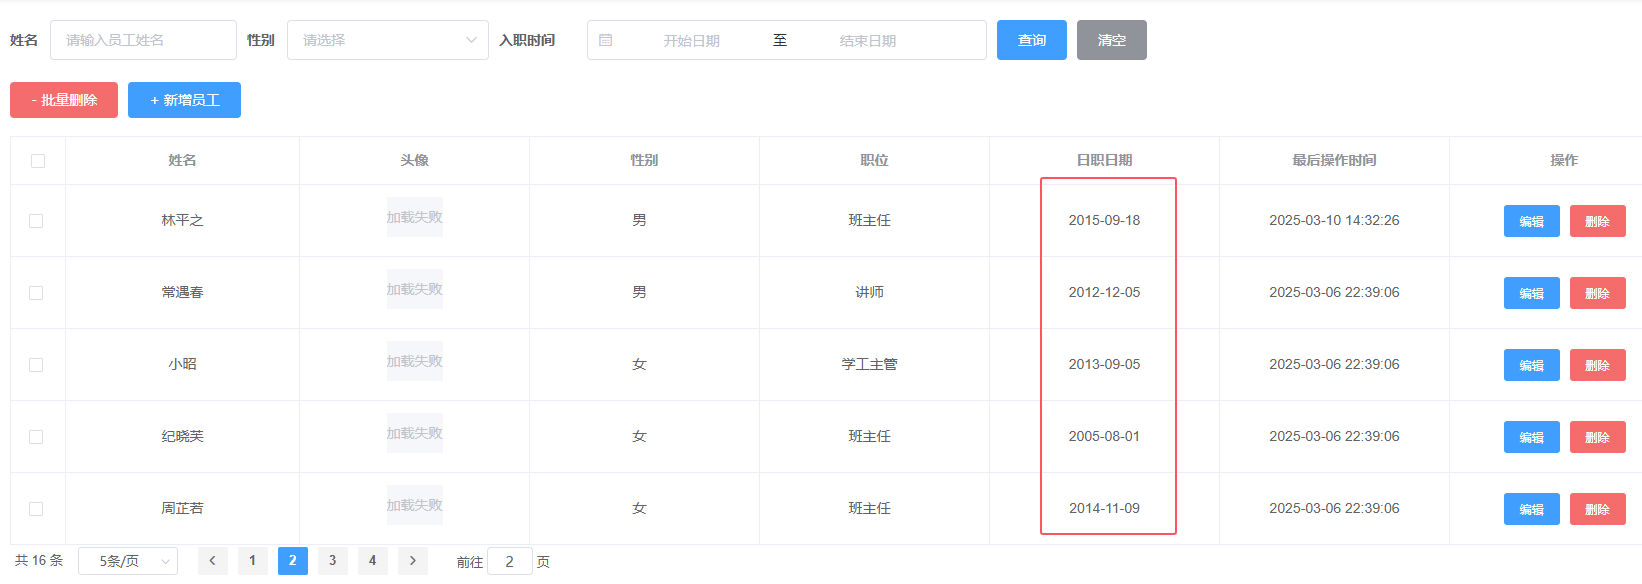 姓名 请输入员工姓名 性别 请选择 入职时间 开始日期 至 结束日期 查询 清空
- 批量删除 + 新增员工
姓名 头像 性别 职位 日职日期 最后操作时间 操作
林平之 加载失败 男 班主任 2015-09-18 2025-03-10 14:32:26 编辑 删除
常遇春 加载失败 男 讲师 2012-12-05 2025-03-06 22:39:06 编辑 删除
小昭 加载失败 女 学工主管 2013-09-05 2025-03-06 22:39:06 编辑 删除
纪晓芙 加载失败 女 班主任 2005-08-01 2025-03-06 22:39:06 编辑 删除
周芷若 加载失败 女 班主任 2014-11-09 2025-03-06 22:39:06 编辑 删除
共 16 条 5条/页 1 2 3 4 前往 2 页